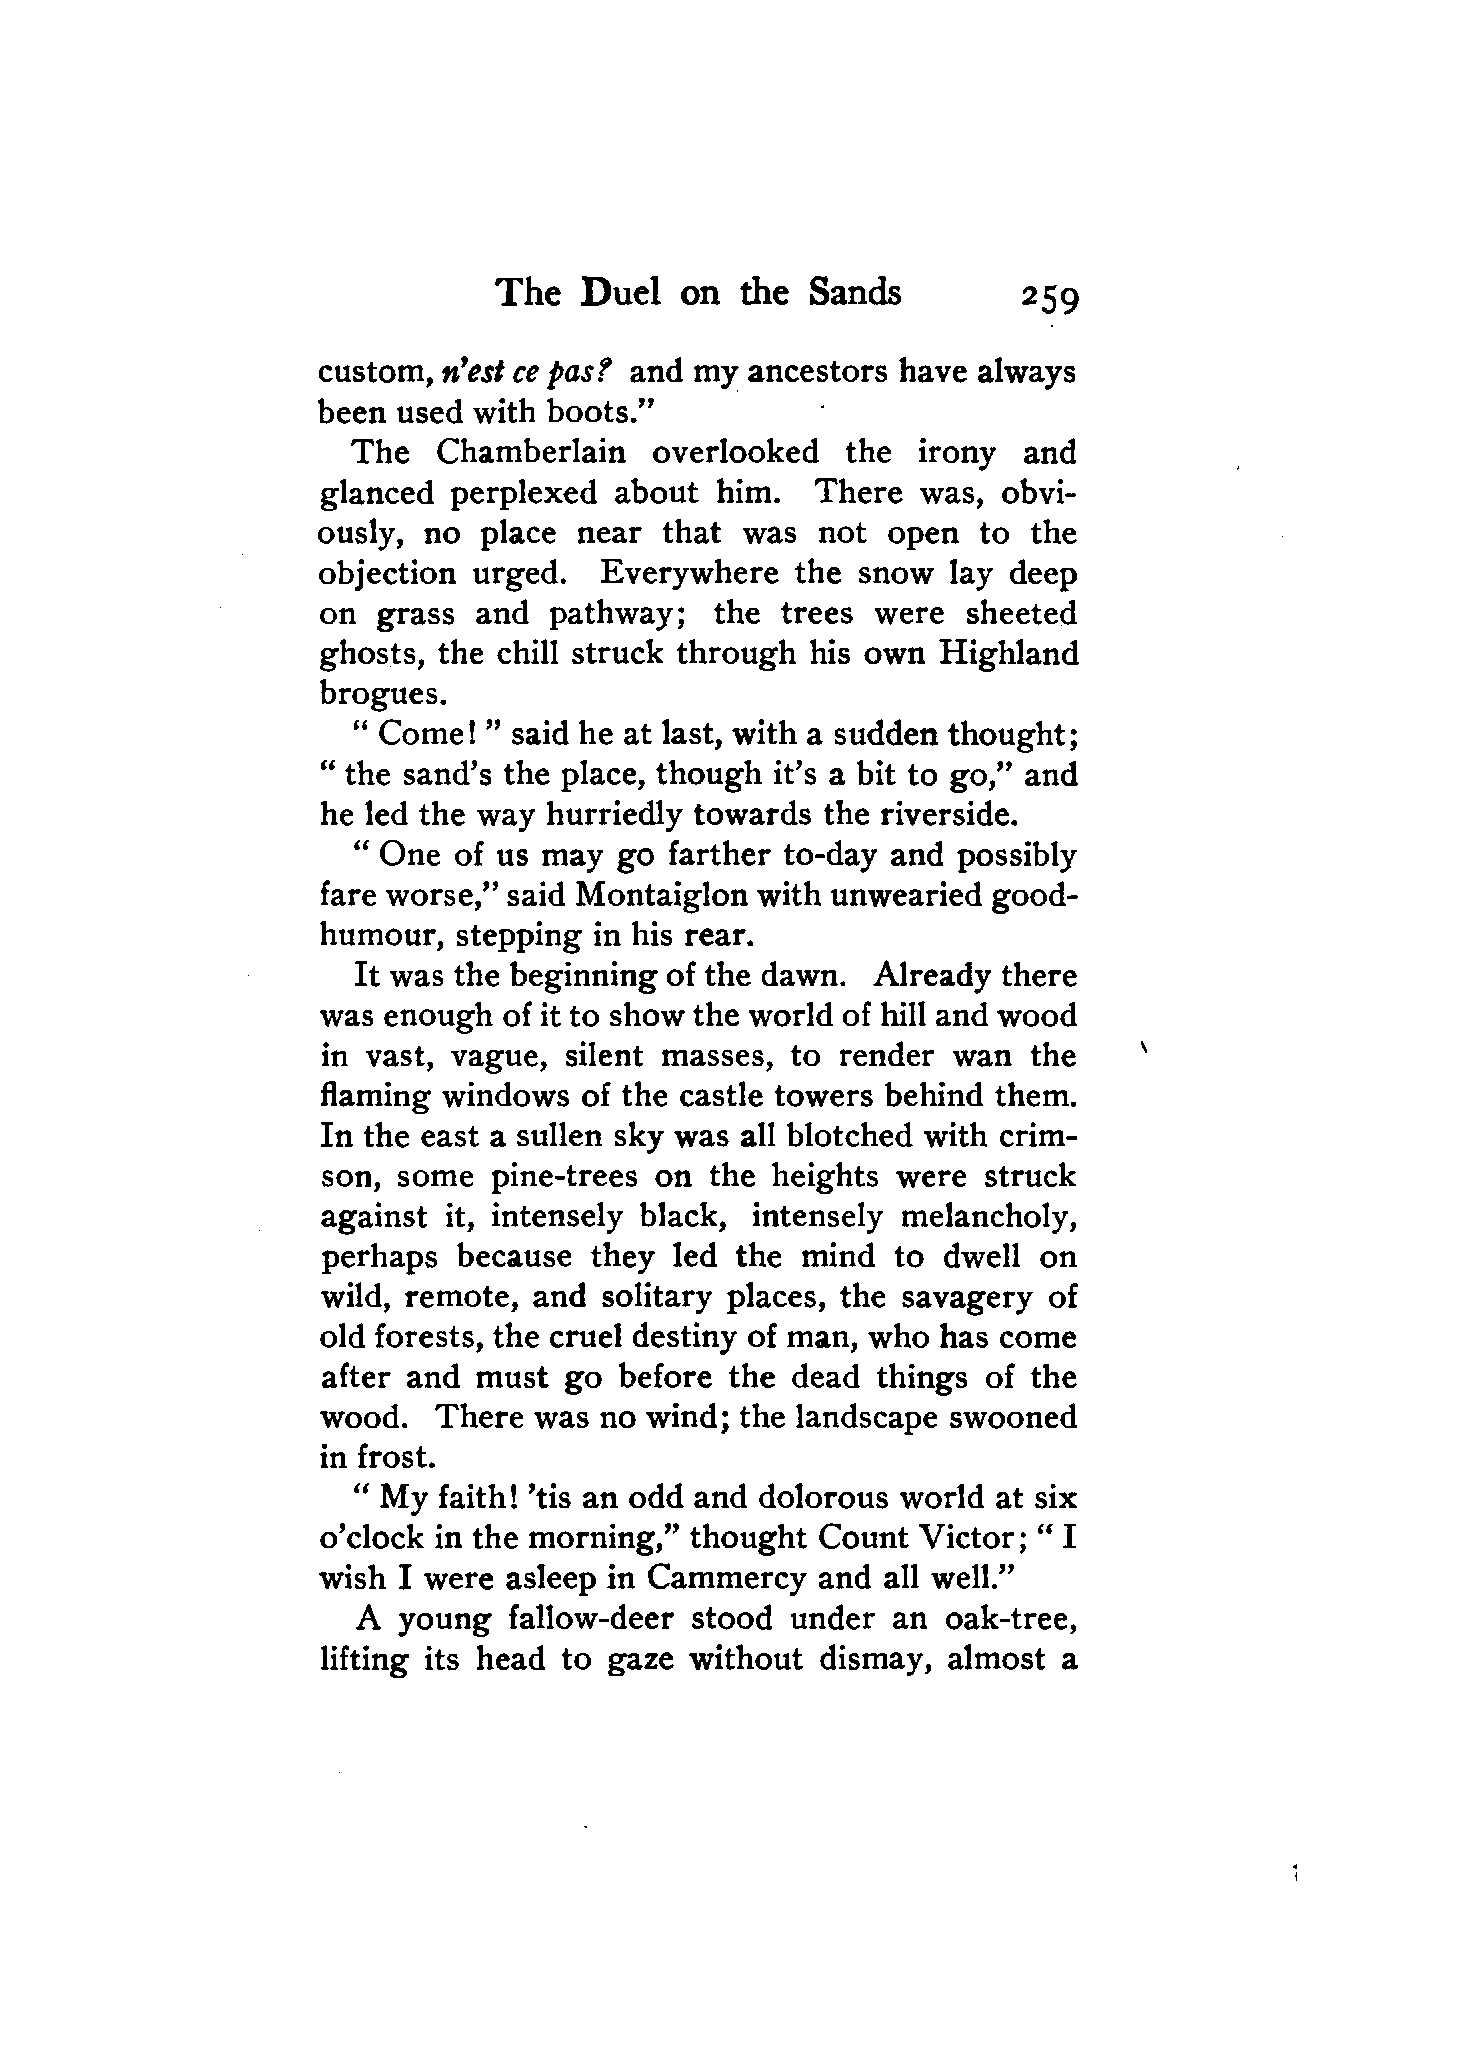 The Duel on the Sands 259
custom, n'est ce pas? and my ancestors have always
been used with boots."
The Chamberlain overlooked the irony and
glanced perplexed about him. There was, obvi-
ously, no place near that was not open to the
objection urged. Everywhere the snow lay deep
on grass and pathway; the trees were sheeted
ghosts, the chill struck through his own Highland
brogues.
" Come! " said he at last, with a sudden thought;
" the sand's the place, though it's a bit to go," and
he led the way hurriedly towards the riverside.
" One of us may go farther to-day and possibly
fare worse," said Montaiglon with unwearied good-
humour, stepping in his rear.
It was the beginning of the dawn. Already there
was enough of it to show the world of hill and wood
in vast, vague, silent masses, to render wan the
flaming windows of the castle towers behind them.
In the east a sullen sky was all blotched with crim-
son, some pine-trees on the heights were struck
against it, intensely black, intensely melancholy,
perhaps because they led the mind to dwell on
wild, remote, and solitary places, the savagery of
old forests, the cruel destiny of man, who has come
after and must go before the dead things of the
wood. There was no wind; the landscape swooned
in frost.
" My faith! 'tis an odd and dolorous world at six
o'clock in the morning," thought Count Victor; " I
wish I were asleep in Cammercy and all well."
A young fallow-deer stood under an oak-tree,
lifting its head to gaze without dismay, almost a